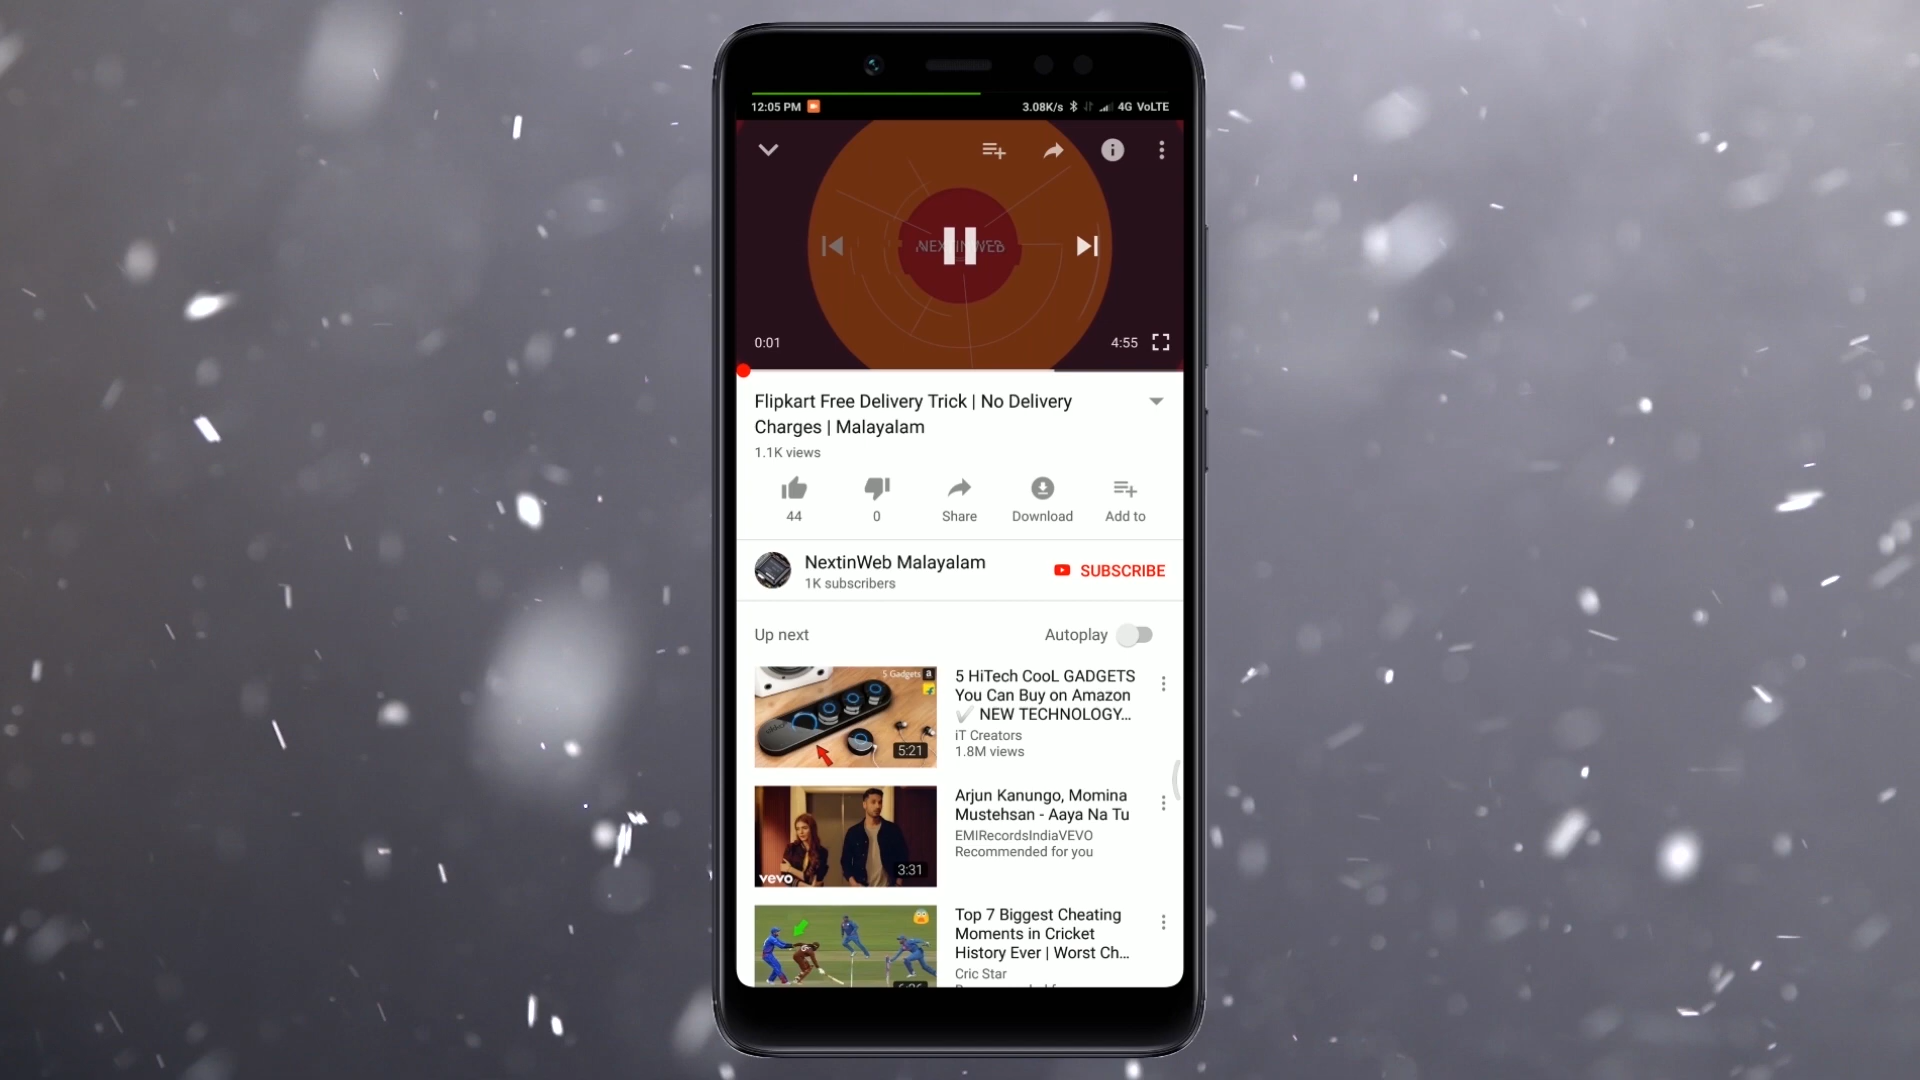 12:05 PM
3.08K/s 4G VoLTE
NEXTINWEB
0:01
4:55
Flipkart Free Delivery Trick | No Delivery
Charges | Malayalam
1.1K views
44
0
Share
Download
Add to
NextinWeb Malayalam
1K subscribers
SUBSCRIBE
Up next
Autoplay
5 Gadgets
5:21
5 HiTech CooL GADGETS
You Can Buy on Amazon
✔ NEW TECHNOLOGY...
iT Creators
1.8M views
vevo
3:31
Arjun Kanungo, Momina
Mustehsan - Aaya Na Tu
EMIRecordsIndiaVEVO
Recommended for you
Top 7 Biggest Cheating
Moments in Cricket
History Ever | Worst Ch...
Cric Star